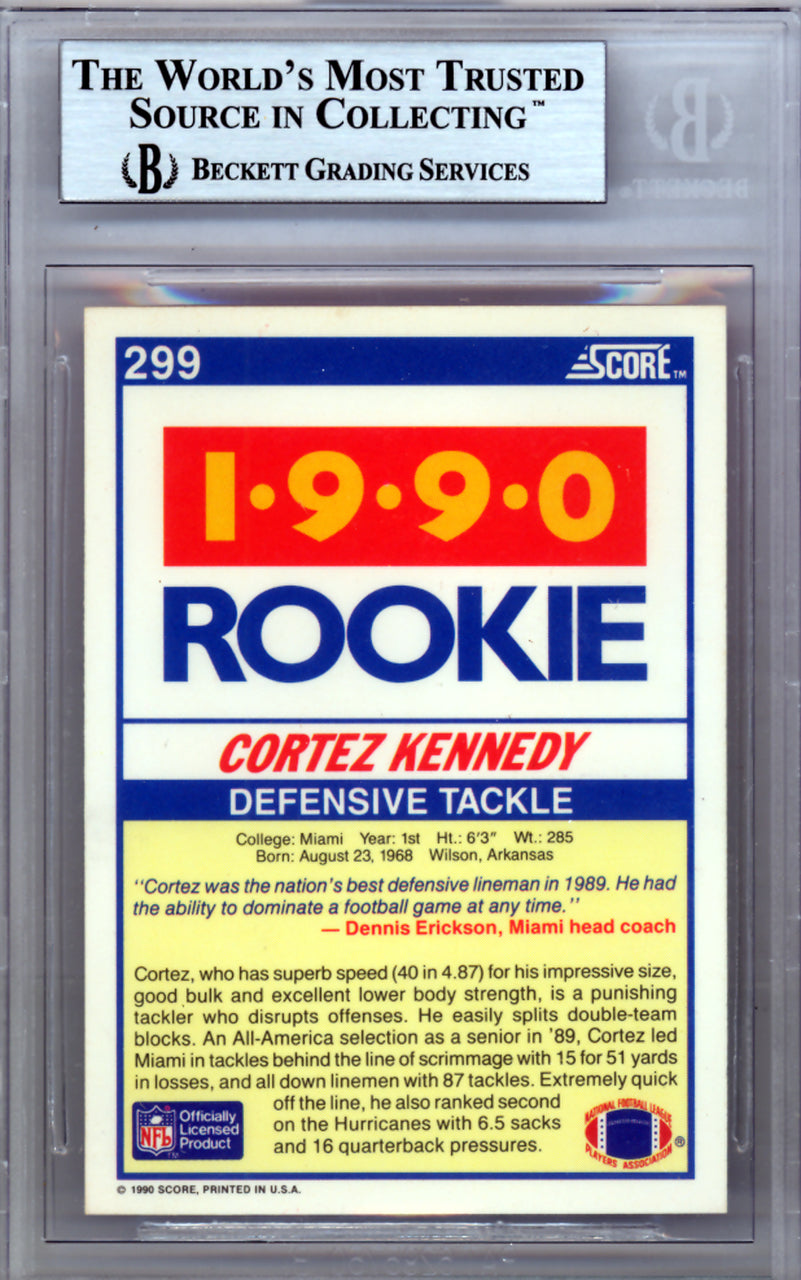 THE WORLD'S MOST TRUSTED
SOURCE IN COLLECTING™
B BECKETT GRADING SERVICES
B
BECKETT®
299 SCORE™
1·9·9·0
ROOKIE
CORTEZ KENNEDY
DEFENSIVE TACKLE
College: Miami Year: 1st Ht.: 6'3" Wt.: 285
Born: August 23, 1968 Wilson, Arkansas
"Cortez was the nation's best defensive lineman in 1989. He had
the ability to dominate a football game at any time."
— Dennis Erickson, Miami head coach
Cortez, who has superb speed (40 in 4.87) for his impressive size,
good bulk and excellent lower body strength, is a punishing
tackler who disrupts offenses. He easily splits double-team
blocks. An All-America selection as a senior in '89, Cortez led
Miami in tackles behind the line of scrimmage with 15 for 51 yards
in losses, and all down linemen with 87 tackles. Extremely quick
off the line, he also ranked second
on the Hurricanes with 6.5 sacks
and 16 quarterback pressures.
NFL
™
Officially
Licensed
Product
NATIONAL FOOTBALL LEAGUE
PLAYERS ASSOCIATION
®
© 1990 SCORE, PRINTED IN U.S.A.